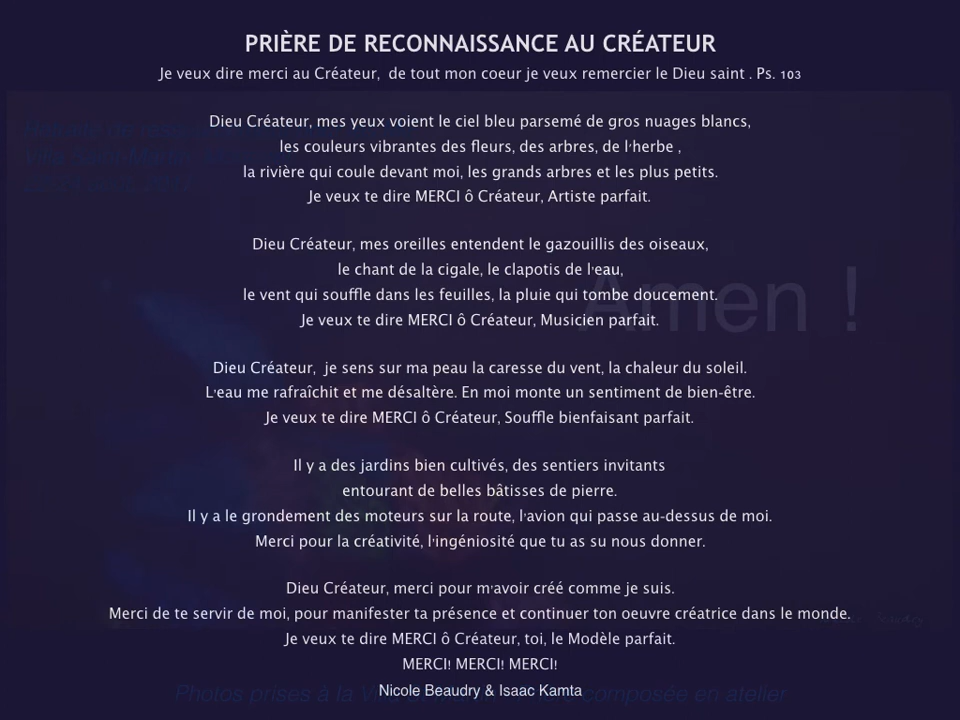 PRIÈRE DE RECONNAISSANCE AU CRÉATEUR
Je veux dire merci au Créateur, de tout mon coeur je veux remercier le Dieu saint . Ps. 103
Dieu Créateur, mes yeux voient le ciel bleu parsemé de gros nuages blancs,
les couleurs vibrantes des fleurs, des arbres, de l'herbe ,
la rivière qui coule devant moi, les grands arbres et les plus petits.
Je veux te dire MERCI ô Créateur, Artiste parfait.
Dieu Créateur, mes oreilles entendent le gazouillis des oiseaux,
le chant de la cigale, le clapotis de l'eau,
le vent qui souffle dans les feuilles, la pluie qui tombe doucement.
Amen !
Je veux te dire MERCI ô Créateur, Musicien parfait.
Dieu Créateur, je sens sur ma peau la caresse du vent, la chaleur du soleil.
L'eau me rafraîchit et me désaltère. En moi monte un sentiment de bien-être.
Je veux te dire MERCI ô Créateur, Souffle bienfaisant parfait.
Il y a des jardins bien cultivés, des sentiers invitants
entourant de belles bâtisses de pierre.
Il y a le grondement des moteurs sur la route, l'avion qui passe au-dessus de moi.
Merci pour la créativité, l'ingéniosité que tu as su nous donner.
Dieu Créateur, merci pour m'avoir créé comme je suis.
Merci de te servir de moi, pour manifester ta présence et continuer ton oeuvre créatrice dans le monde.
Je veux te dire MERCI ô Créateur, toi, le Modèle parfait.
MERCI! MERCI! MERCI!
Nicole Beaudry & Isaac Kamta
Photos prises à la composée en atelier